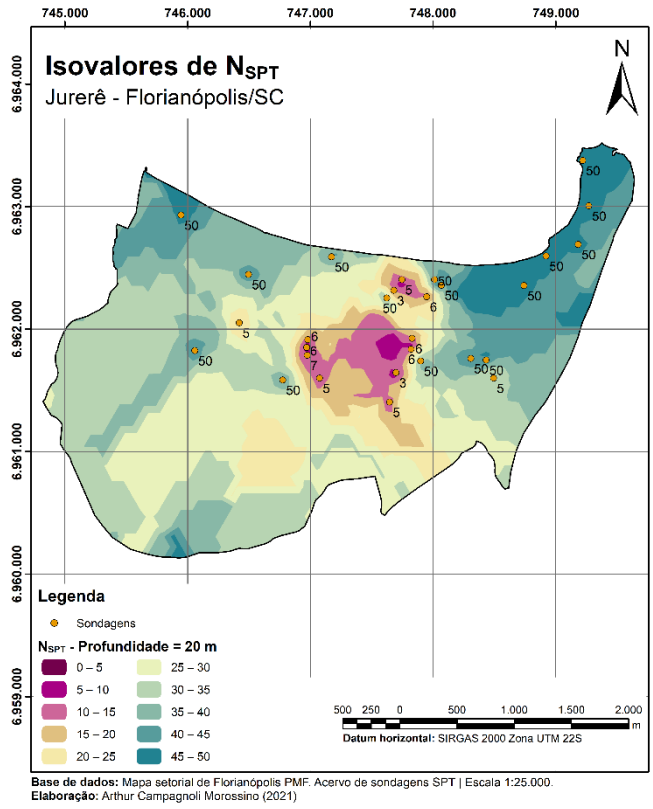 745.000 746.000 747.000 748.000 749.000
6.964.000
6.963.000
6.962.000
6.961.000
6.960.000
6.959.000
Isovalores de NSPT
Jurerê - Florianópolis/SC
N
50
50
50
50
50
50
50
50
50
50
5
3
50
6
5
50
6
6
7
5
50
6
6
50
3
5
50
50
5
Legenda
Sondagens
NSPT - Profundidade = 20 m
0 – 5
5 – 10
10 – 15
15 – 20
20 – 25
25 – 30
30 – 35
35 – 40
40 – 45
45 – 50
500 250 0 500 1.000 1.500 2.000
m
Datum horizontal: SIRGAS 2000 Zona UTM 22S
Base de dados: Mapa setorial de Florianópolis PMF. Acervo de sondagens SPT | Escala 1:25.000.
Elaboração: Arthur Campagnoli Morossino (2021)